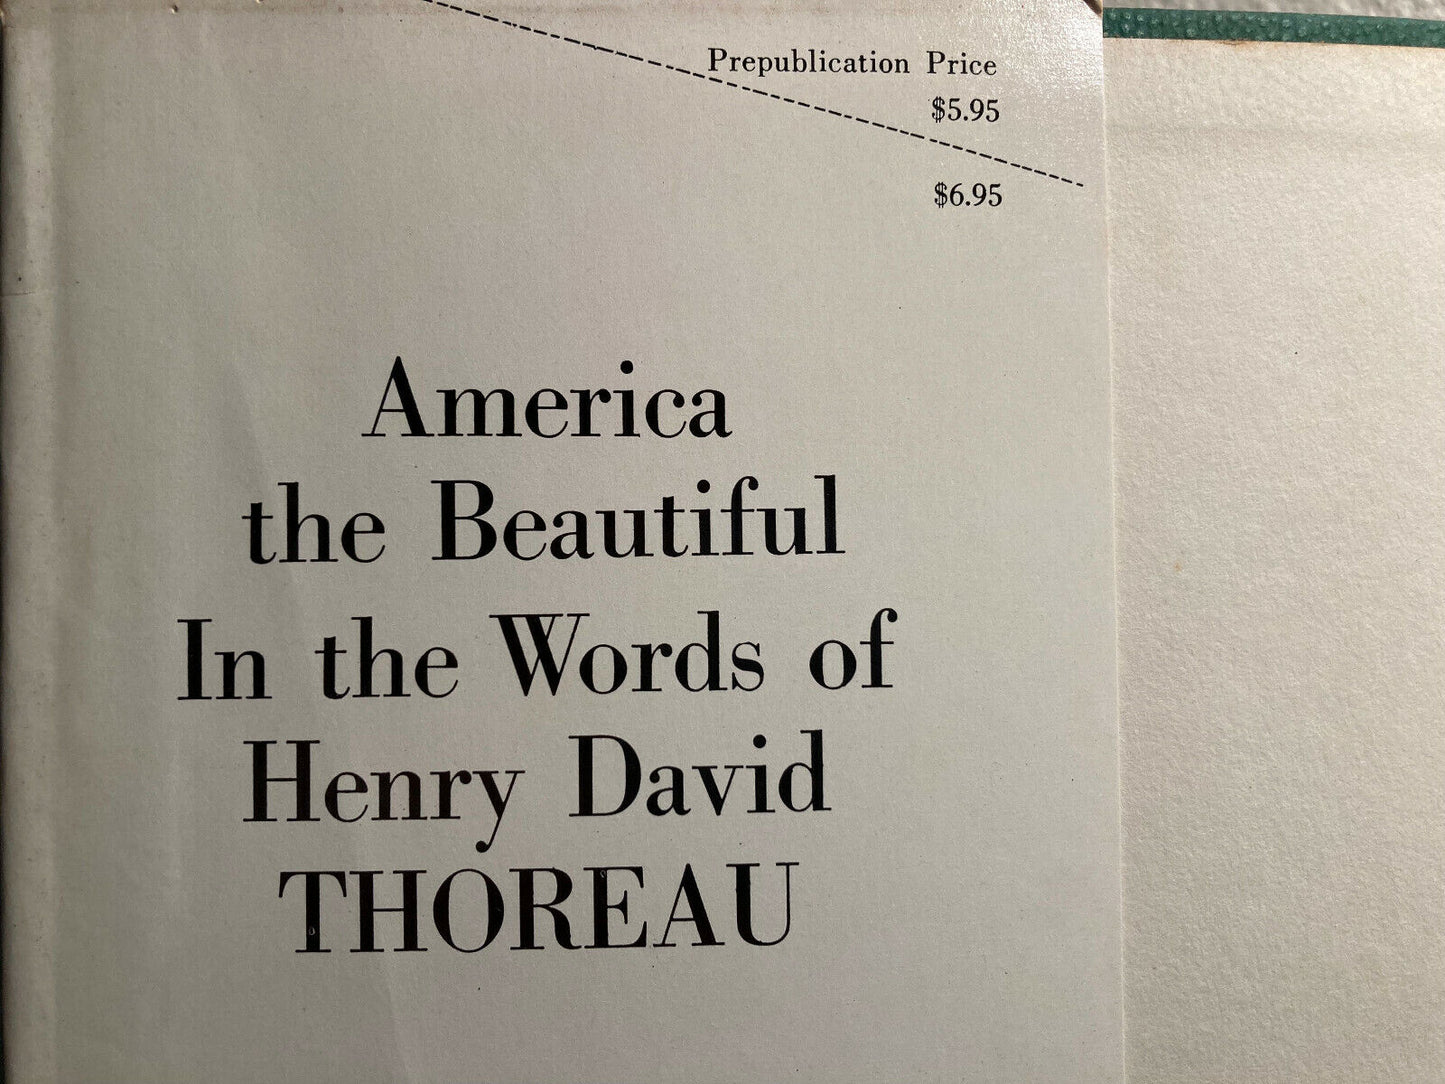 Prepublication Price
$5.95
$6.95
America
the Beautiful
In the Words of
Henry David
THOREAU